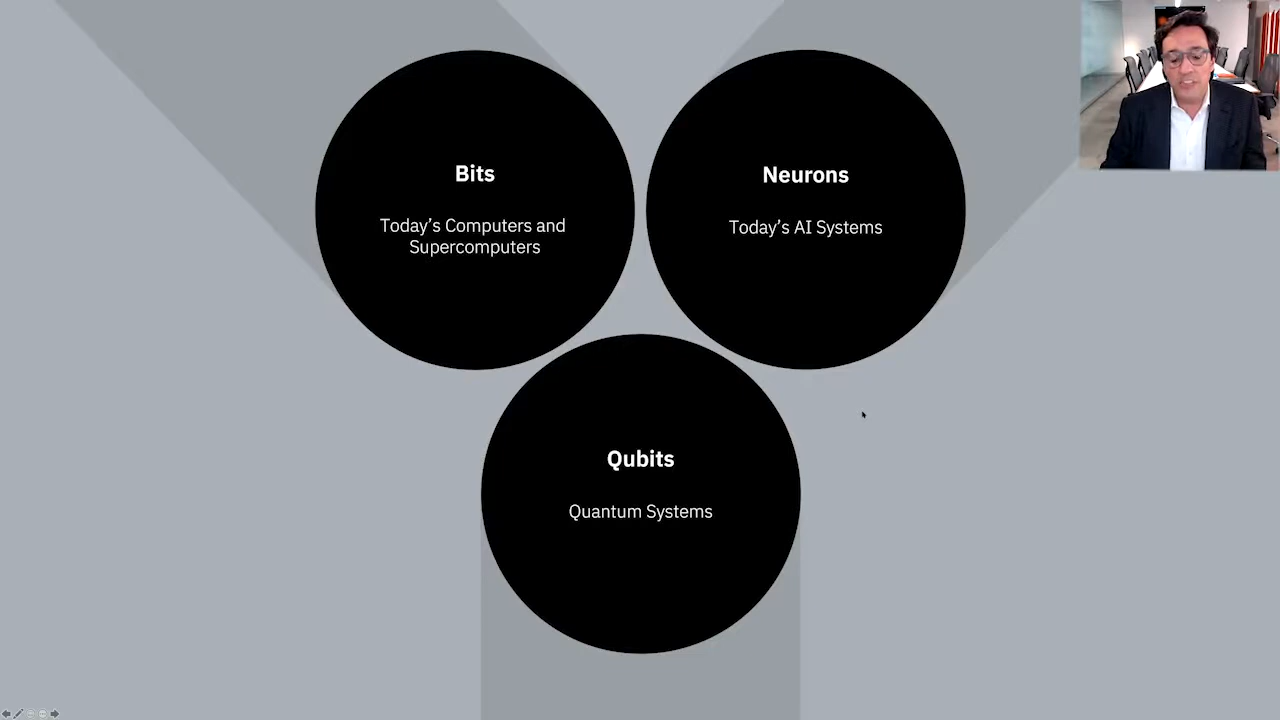 Bits
Today’s Computers and
Supercomputers
Neurons
Today’s AI Systems
Qubits
Quantum Systems